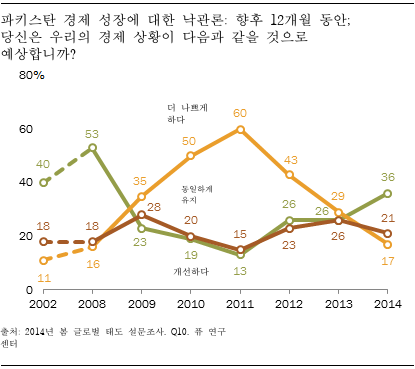 파키스탄 경제 성장에 대한 낙관론: 향후 12개월 동안;
당신은 우리의 경제 상황이 다음과 같을 것으로
예상합니까?
80%
60
40
20
0
더 나쁘게
하다
동일하게
유지
개선하다
40
53
23
19
13
26
26
36
18
18
28
20
15
23
26
21
11
16
35
50
60
43
29
17
2002 2008 2009 2010 2011 2012 2013 2014
출처: 2014년 봄 글로벌 태도 설문조사. Q10. 퓨 연구
센터